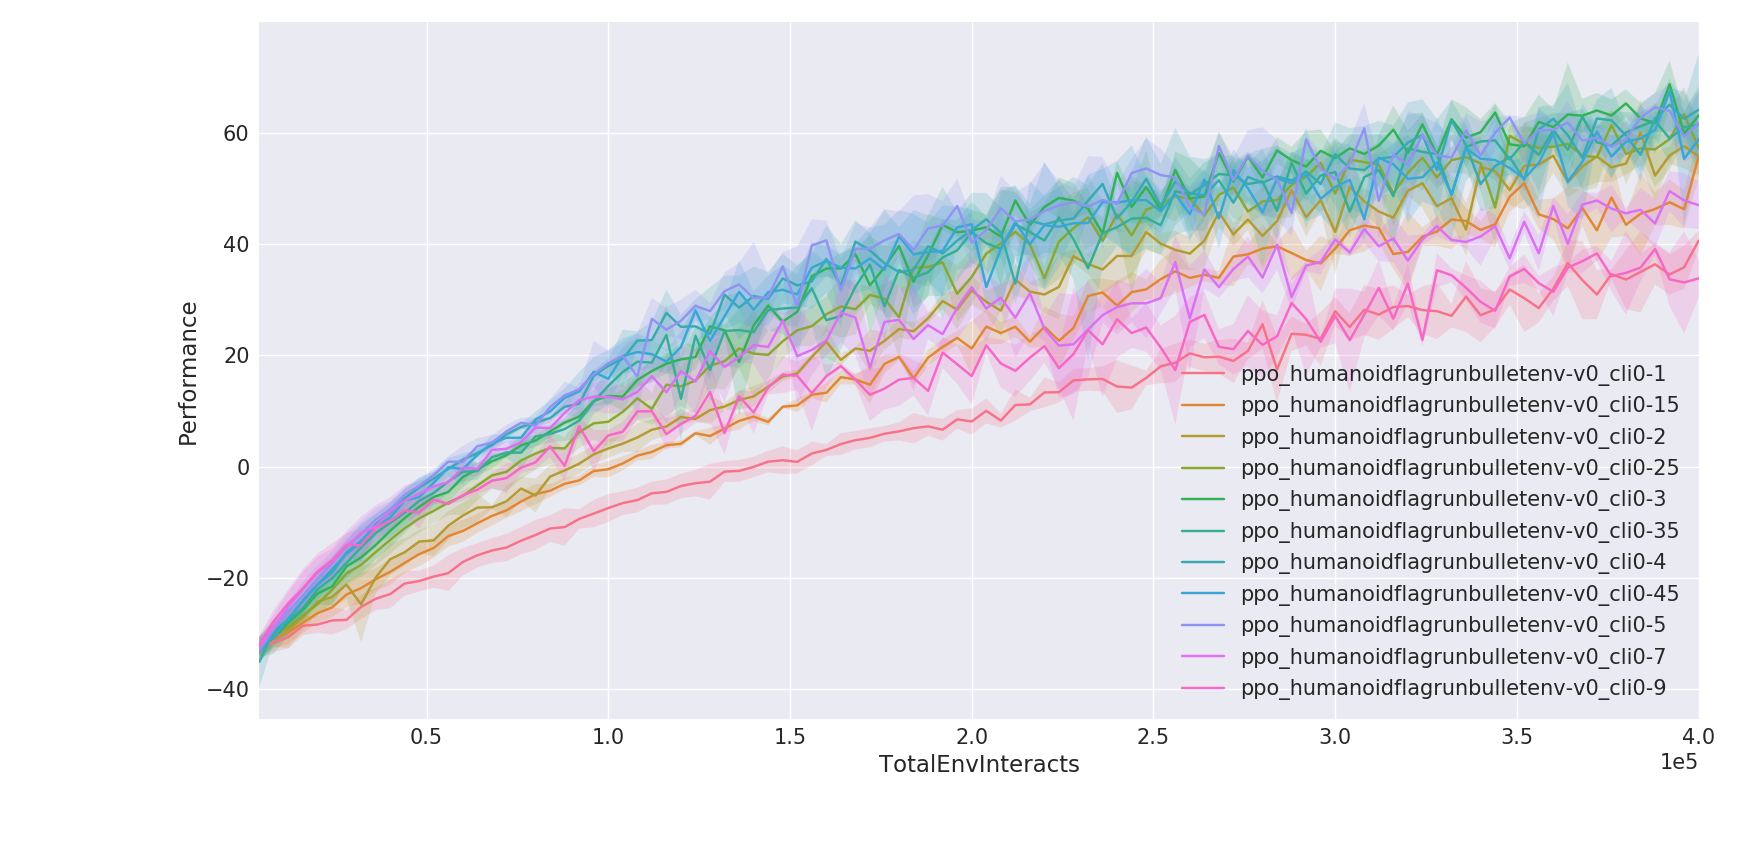 60
40
20
0
−20
−40
Performance
0.5
1.0
1.5
2.0
2.5
3.0
3.5
4.0
1e5
TotalEnvInteracts
ppo_humanoidflagrunbulletenv-v0_cli0-1
ppo_humanoidflagrunbulletenv-v0_cli0-15
ppo_humanoidflagrunbulletenv-v0_cli0-2
ppo_humanoidflagrunbulletenv-v0_cli0-25
ppo_humanoidflagrunbulletenv-v0_cli0-3
ppo_humanoidflagrunbulletenv-v0_cli0-35
ppo_humanoidflagrunbulletenv-v0_cli0-4
ppo_humanoidflagrunbulletenv-v0_cli0-45
ppo_humanoidflagrunbulletenv-v0_cli0-5
ppo_humanoidflagrunbulletenv-v0_cli0-7
ppo_humanoidflagrunbulletenv-v0_cli0-9